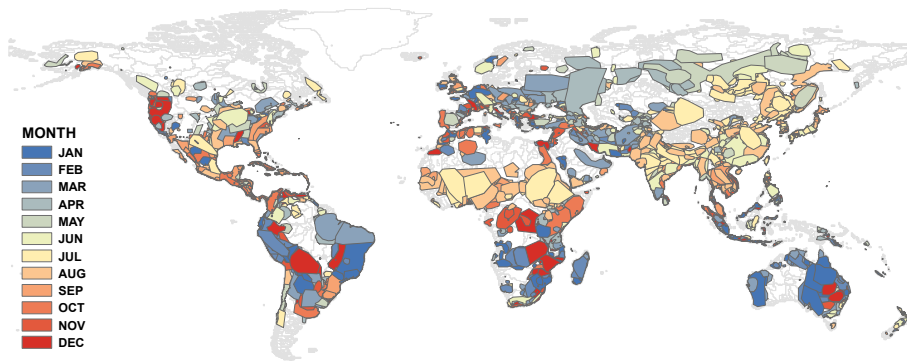 MONTH
JAN
FEB
MAR
APR
MAY
JUN
JUL
AUG
SEP
OCT
NOV
DEC